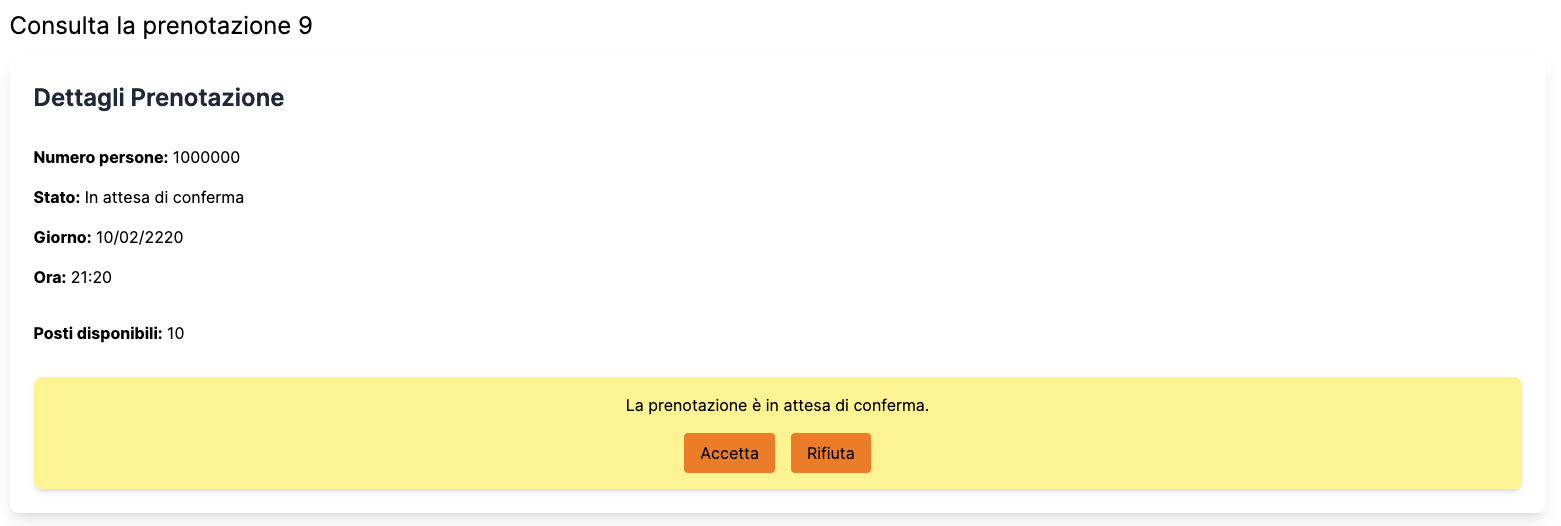 Consulta la prenotazione 9
Dettagli Prenotazione
Numero persone: 1000000
Stato: In attesa di conferma
Giorno: 10/02/2220
Ora: 21:20
Posti disponibili: 10
La prenotazione è in attesa di conferma.
Accetta Rifiuta